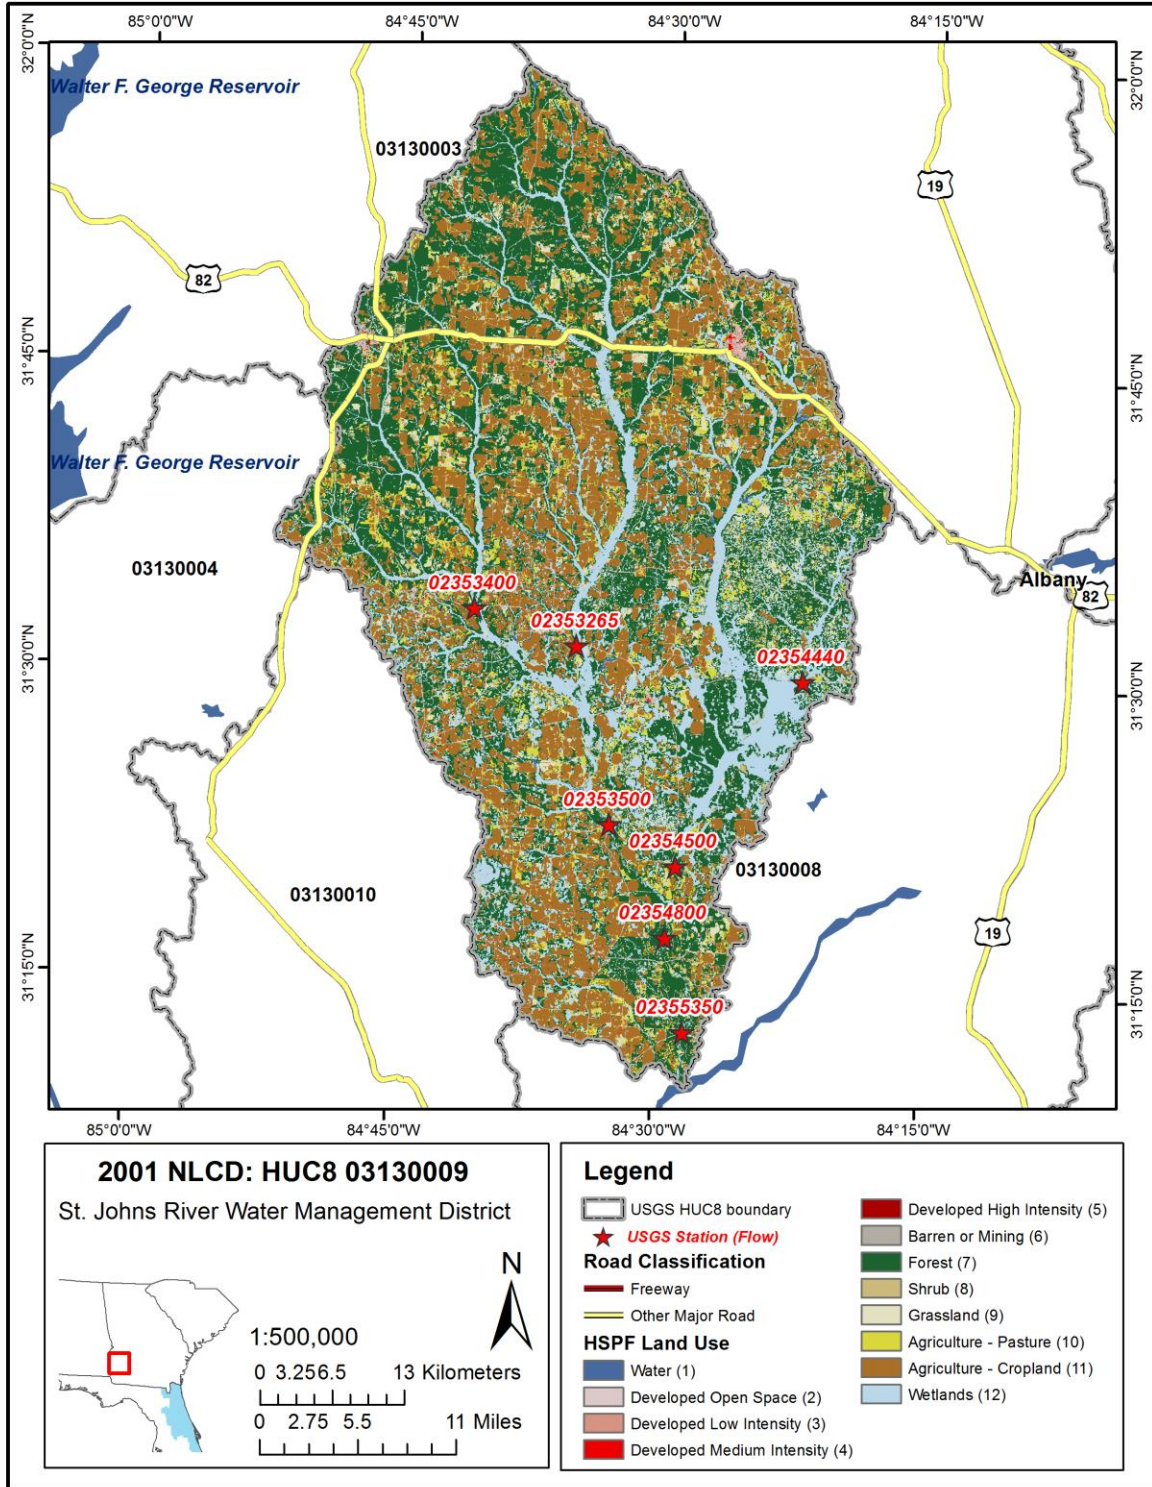 85°0'0"W 84°45'0"W 84°30'0"W 84°15'0"W
32°0'0"N
32°0'0"N
Walter F. George Reservoir
03130003
19
82
31°45'0"N
31°45'0"N
Walter F. George Reservoir
03130004
02353400
Albany
82
02353265
02354440
31°30'0"N
31°30'0"N
02353500
02354500
03130008
03130010
02354800
19
31°15'0"N
31°15'0"N
02355350
85°0'0"W 84°45'0"W 84°30'0"W 84°15'0"W
2001 NLCD: HUC8 03130009
St. Johns River Water Management District
N
1:500,000
0 3.256.5 13 Kilometers
0 2.75 5.5 11 Miles
Legend
USGS HUC8 boundary
USGS Station (Flow)
Road Classification
Freeway
Other Major Road
HSPF Land Use
Water (1)
Developed Open Space (2)
Developed Low Intensity (3)
Developed Medium Intensity (4)
Developed High Intensity (5)
Barren or Mining (6)
Forest (7)
Shrub (8)
Grassland (9)
Agriculture - Pasture (10)
Agriculture - Cropland (11)
Wetlands (12)